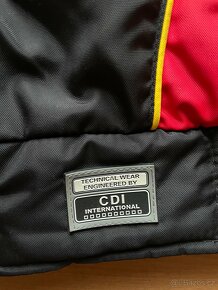 TECHNICAL WEAR
ENGINEERED BY
CDI
INTERNATIONAL